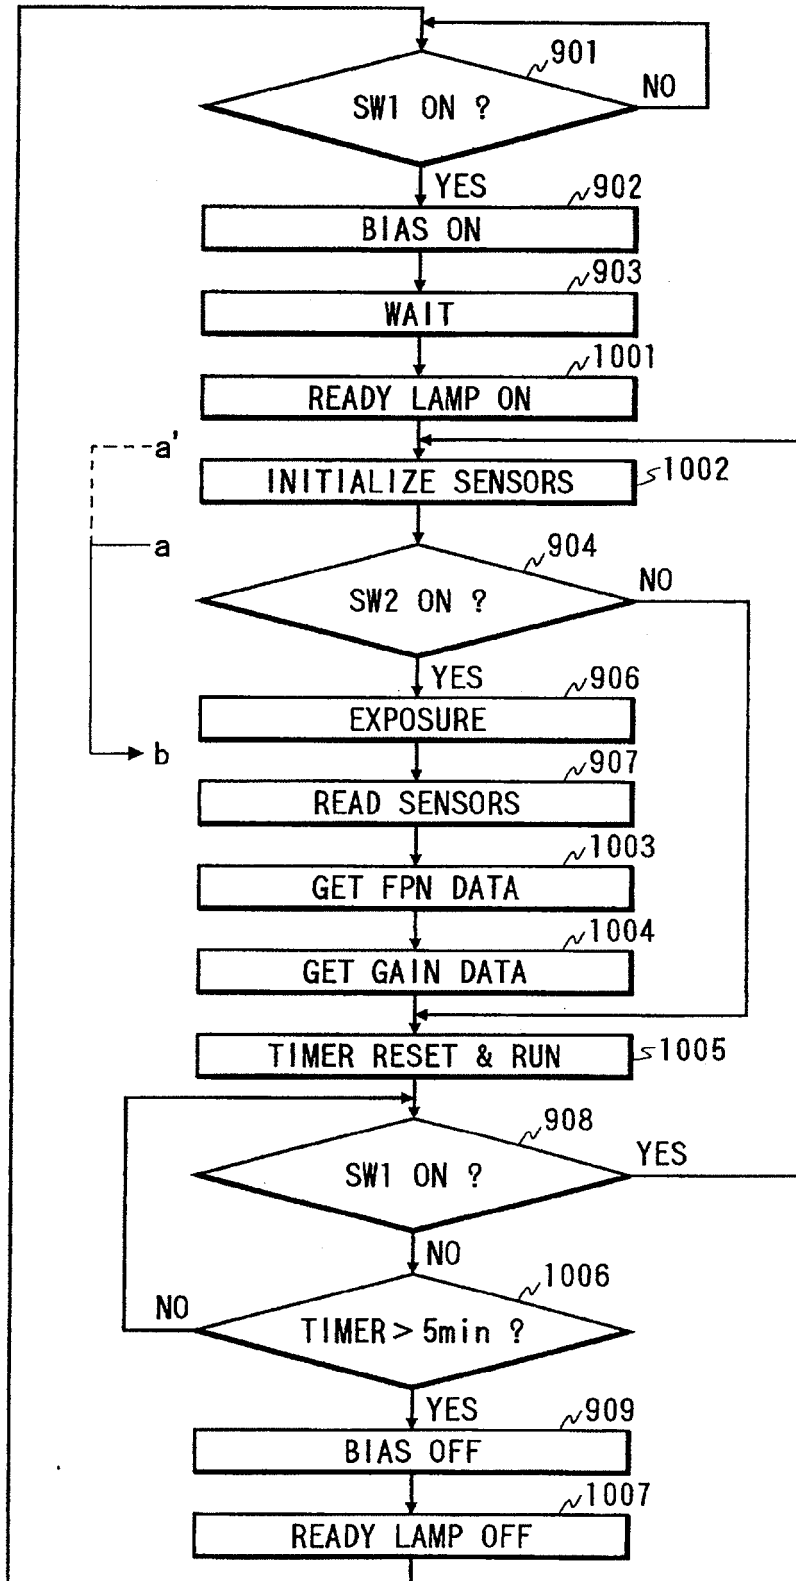 901
SW1 ON ?
NO
YES
902
BIAS ON
903
WAIT
1001
READY LAMP ON
a'
INITIALIZE SENSORS
1002
a
904
SW2 ON ?
NO
YES
906
EXPOSURE
b
907
READ SENSORS
1003
GET FPN DATA
1004
GET GAIN DATA
TIMER RESET & RUN
1005
908
SW1 ON ?
YES
NO
1006
NO
TIMER > 5min ?
YES
909
BIAS OFF
1007
READY LAMP OFF